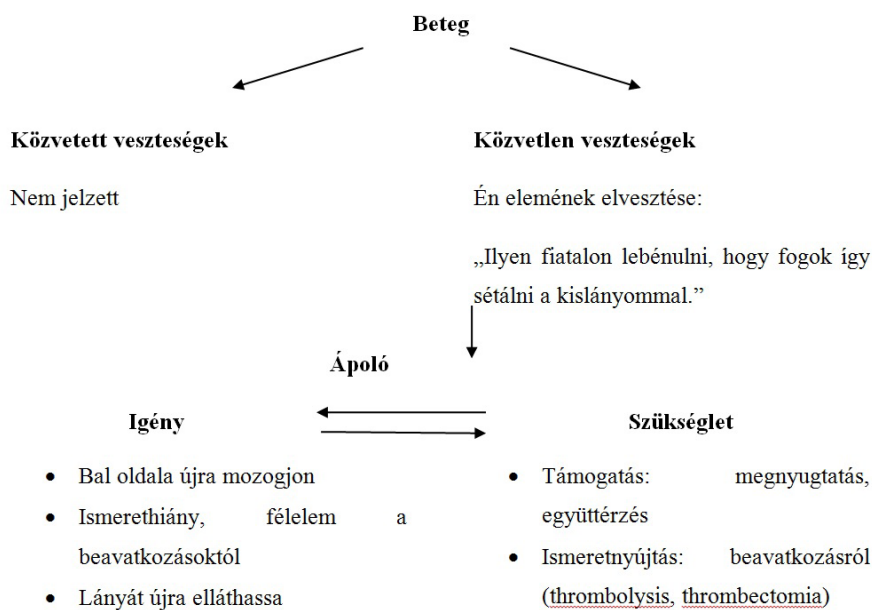 Beteg
Közvetett veszteségek
Nem jelzett
Közvetlen veszteségek
Én elemének elvesztése:
„Ilyen fiatalon lebénulni, hogy fogok így
sétálni a kislányommal.”
Ápoló
Igény
• Bal oldala újra mozogjon
• Ismerethiány, félelem a
beavatkozásoktól
• Lányát újra elláthassa
Szükséglet
• Támogatás: megnyugtatás,
együttérzés
• Ismeretnyújtás: beavatkozásról
(thrombolysis, thrombectomia)